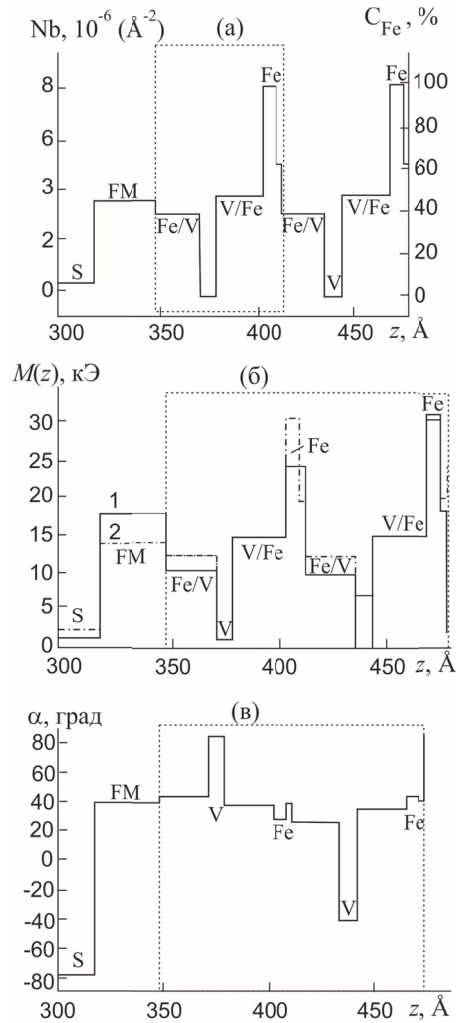 Nb, 10⁻⁶ (Å⁻²) (а) C_Fe, %
8
6
3
2
0
100
80
60
40
20
0
Fe
Fe
FM
Fe/V
V/Fe
Fe/V
V/Fe
S
V
300 350 400 450 z, Å
M(z), кЭ (б)
30
25
20
15
10
5
0
Fe
Fe
1
2
FM
V/Fe
V/Fe
Fe/V
Fe/V
S
V
300 350 400 450 z, Å
α, град (в)
80
60
40
20
0
-20
-40
-60
-80
FM
V
Fe
Fe
V
S
300 350 400 450 z, Å